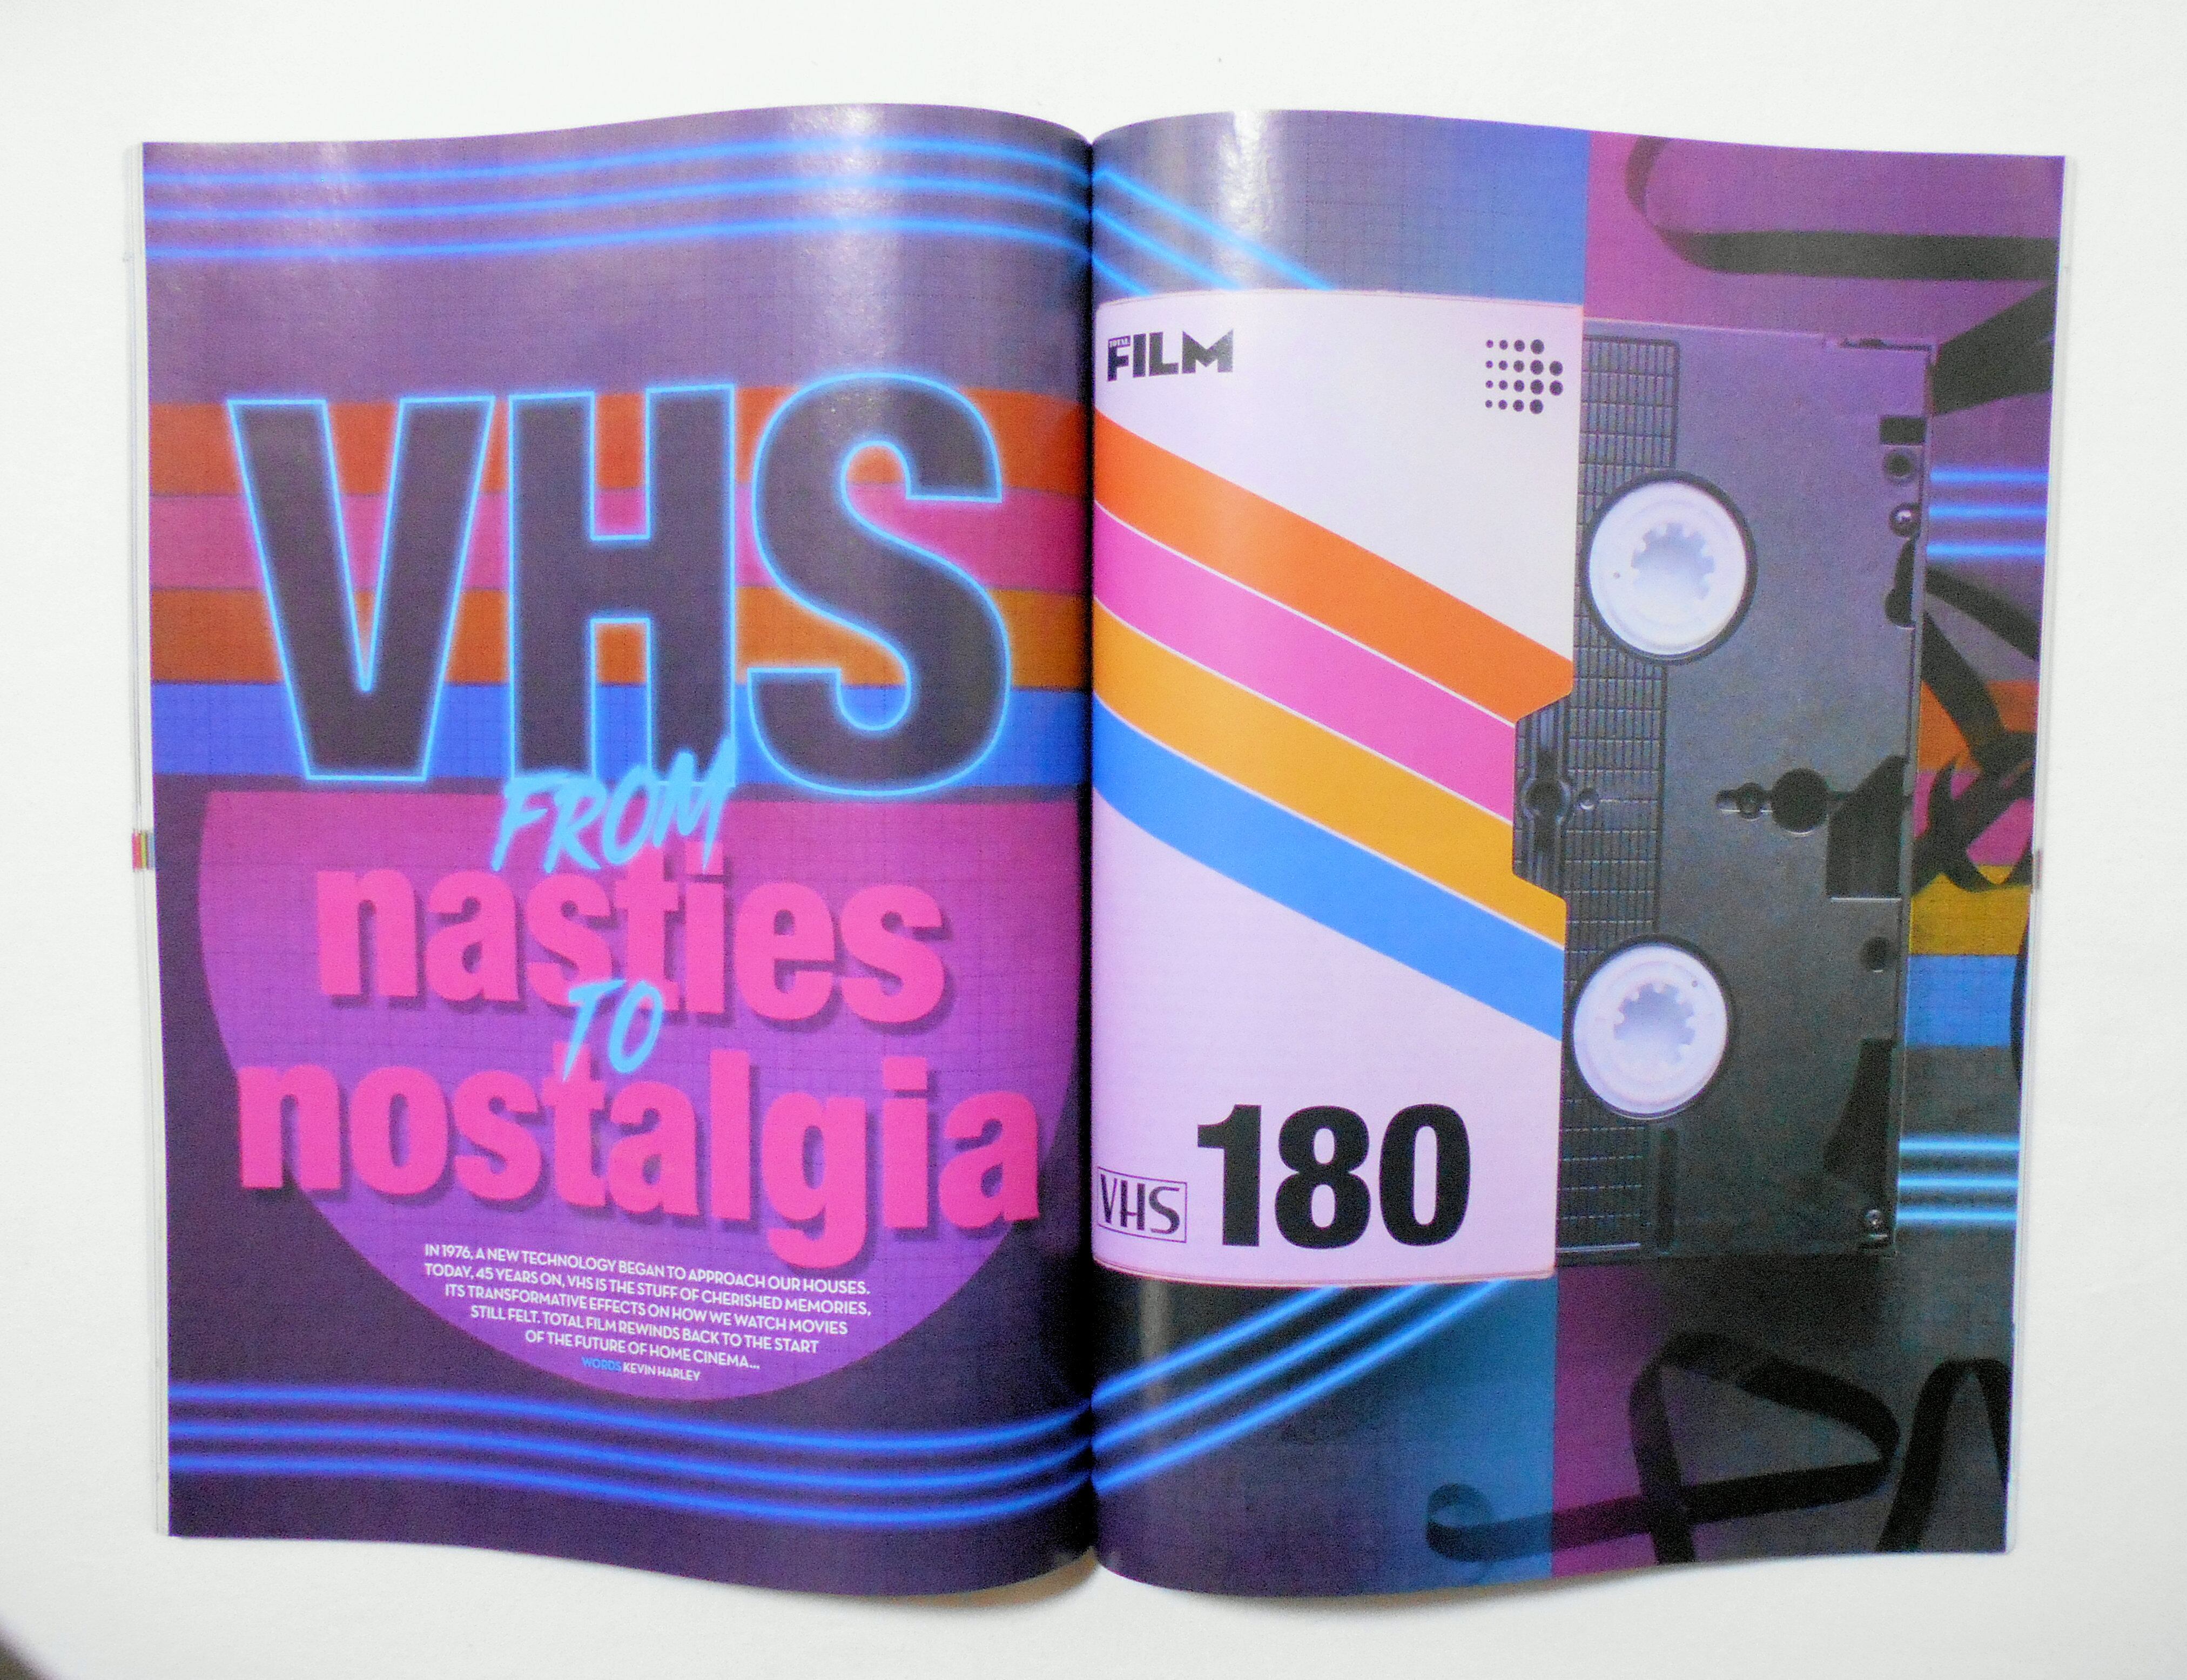 VHS
FROM
nasties
TO
nostalgia
IN 1976, A NEW TECHNOLOGY BEGAN TO APPROACH OUR HOUSES.
TODAY, 45 YEARS ON, VHS IS THE STUFF OF CHERISHED MEMORIES,
ITS TRANSFORMATIVE EFFECTS ON HOW WE WATCH MOVIES
STILL FELT. TOTAL FILM REWINDS BACK TO THE START
OF THE FUTURE OF HOME CINEMA...
WORDS KEVIN HARLEY
TOTAL
FILM
VHS 180